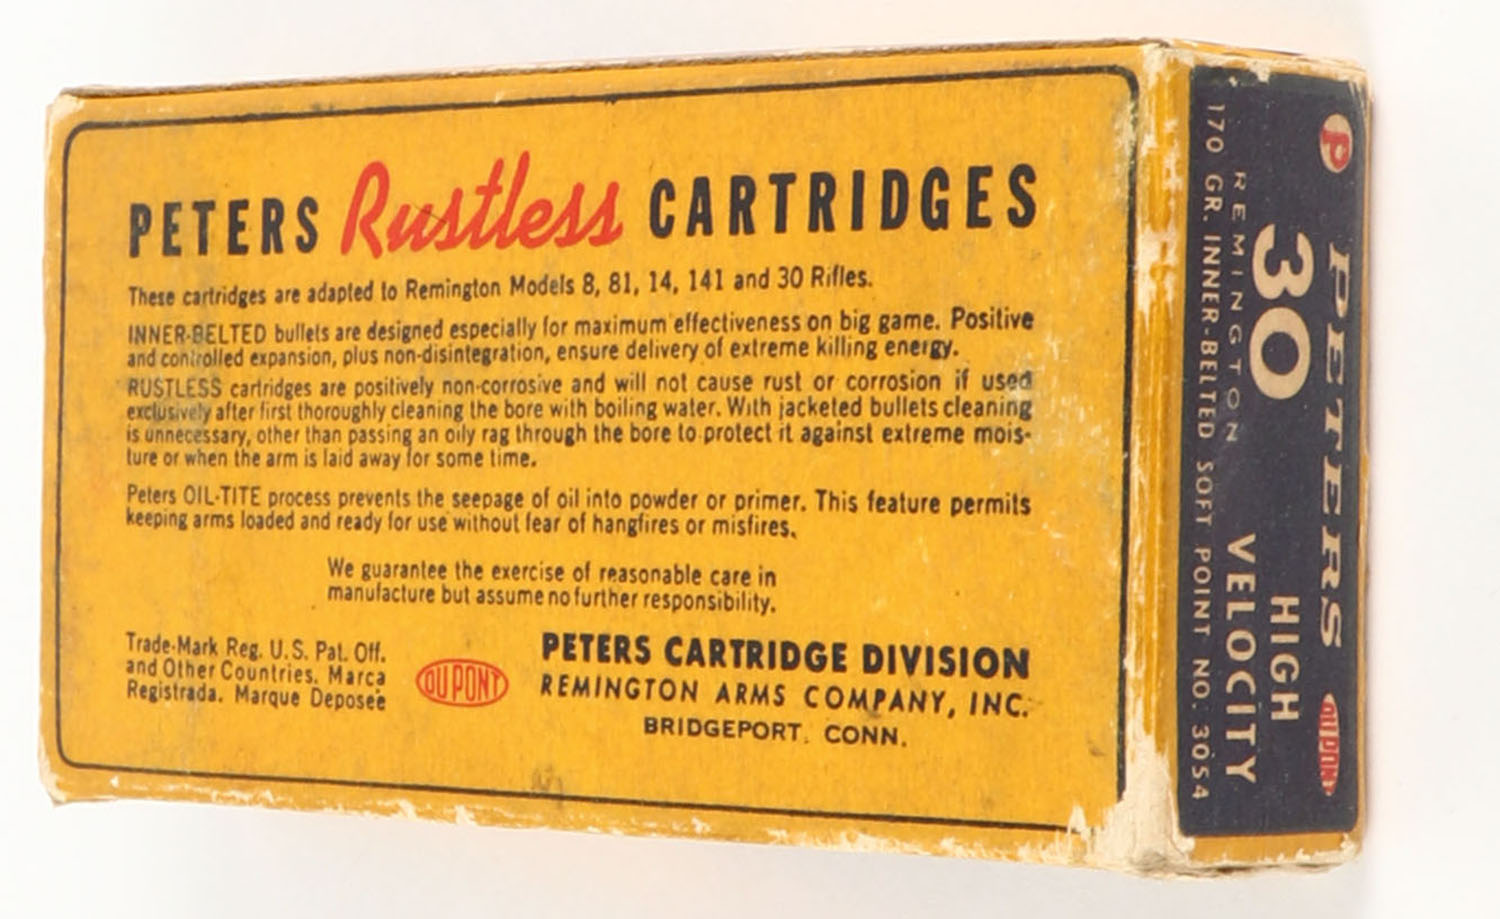 PETERS Rustless CARTRIDGES
These cartridges are adapted to Remington Models 8, 81, 14, 141 and 30 Rifles.
INNER-BELTED bullets are designed especially for maximum effectiveness on big game. Positive
and controlled expansion, plus non-disintegration, ensure delivery of extreme killing energy.
RUSTLESS cartridges are positively non-corrosive and will not cause rust or corrosion if used
exclusively after first thoroughly cleaning the bore with boiling water. With jacketed bullets cleaning
is unnecessary, other than passing an oily rag through the bore to protect it against extreme mois-
ture or when the arm is laid away for some time.
Peters OIL-TITE process prevents the seepage of oil into powder or primer. This feature permits
keeping arms loaded and ready for use without fear of hangfires or misfires.
We guarantee the exercise of reasonable care in
manufacture but assume no further responsibility.
Trade-Mark Reg. U.S. Pat. Off.
and Other Countries. Marca
Registrada. Marque Deposeé
DU PONT
PETERS CARTRIDGE DIVISION
REMINGTON ARMS COMPANY, INC.
BRIDGEPORT. CONN.
P PETERS DU PONT
30 HIGH
REMINGTON VELOCITY
170 GR. INNER-BELTED SOFT POINT NO. 3054